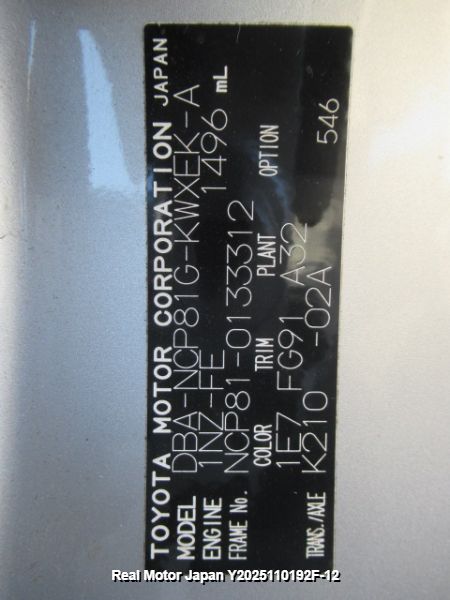 TOYOTA MOTOR CORPORATION JAPAN
MODEL DBA-NCP81G-KWXEK-A
ENGINE 1NZ-FE 1496 mL
FRAME No. NCP81-0133312
COLOR TRIM PLANT OPTION
1E7 FG91 A32
TRANS./AXLE K210 -02A 546
Real Motor Japan Y2025110192F-12